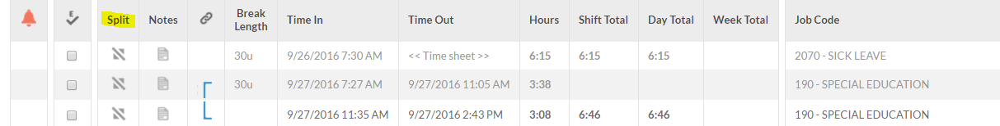 E Split Notes Break Length Time In Time Out Hours Shift Total Day Total Week Total Job Code
30u 9/26/2016 7:30 AM << Time sheet >> 6:15 6:15 6:15 2070 - SICK LEAVE
30u 9/27/2016 7:27 AM 9/27/2016 11:05 AM 3:38 190 - SPECIAL EDUCATION
9/27/2016 11:35 AM 9/27/2016 2:43 PM 3:08 6:46 6:46 190 - SPECIAL EDUCATION